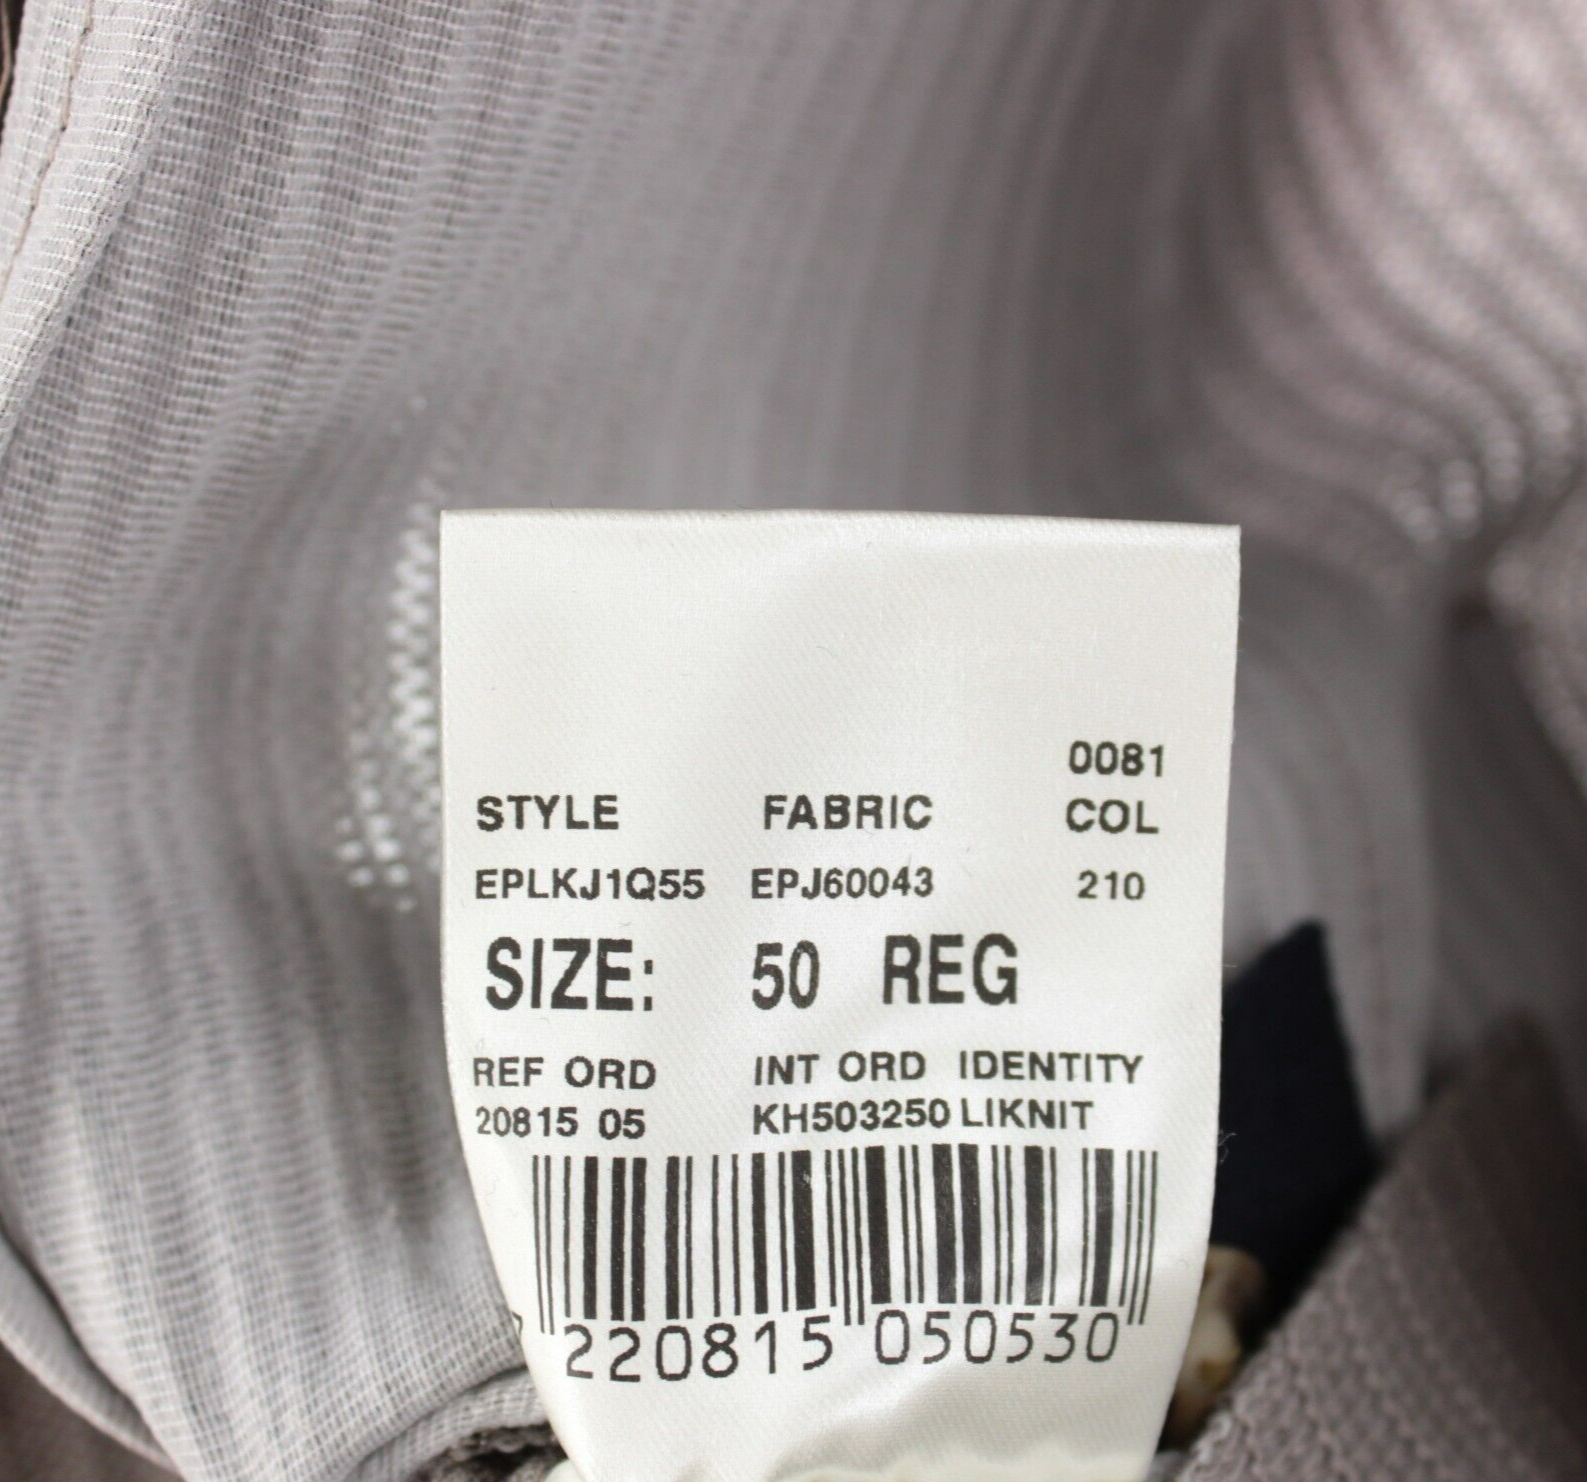 0081
STYLE FABRIC COL
EPLKJ1Q55 EPJ60043 210
SIZE: 50 REG
REF ORD INT ORD IDENTITY
20815 05 KH503250 LIKNIT
220815 050530